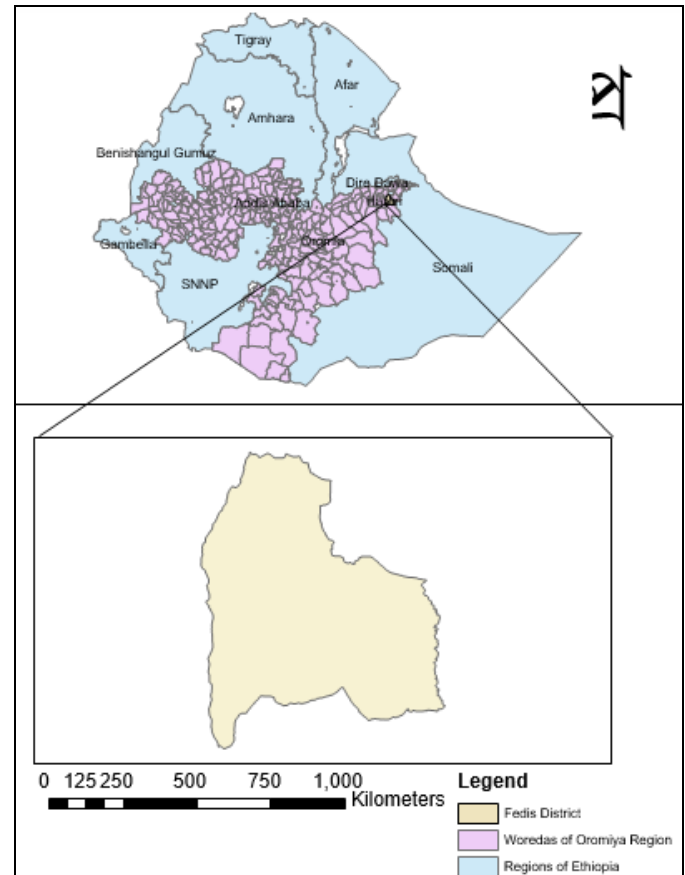 Tigray
Afar
Amhara
Benishangul Gumuz
Dire Dawa
Addis Ababa
Oromia
Gambella
Somali
SNNP
0 125 250 500 750 1,000
Kilometers
Legend
Fedis District
Woredas of Oromiya Region
Regions of Ethiopia